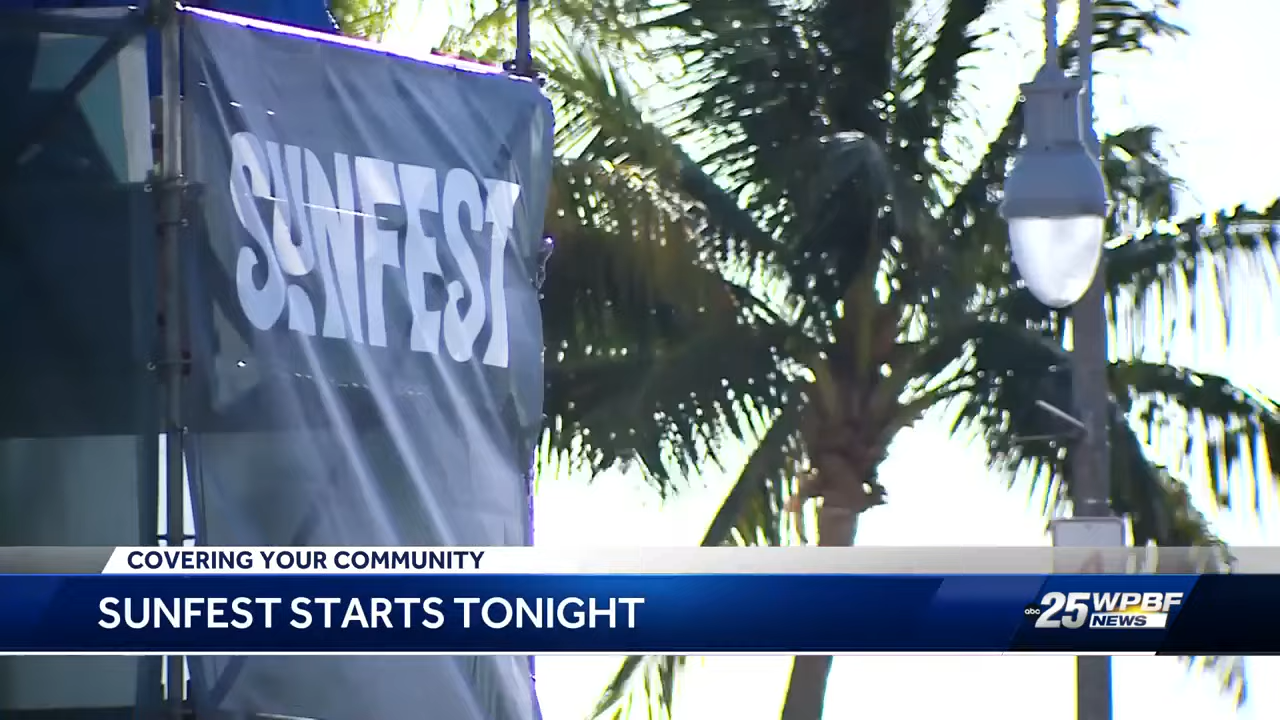 SUNFEST
COVERING YOUR COMMUNITY
SUNFEST STARTS TONIGHT
abc 25 WPBF
NEWS